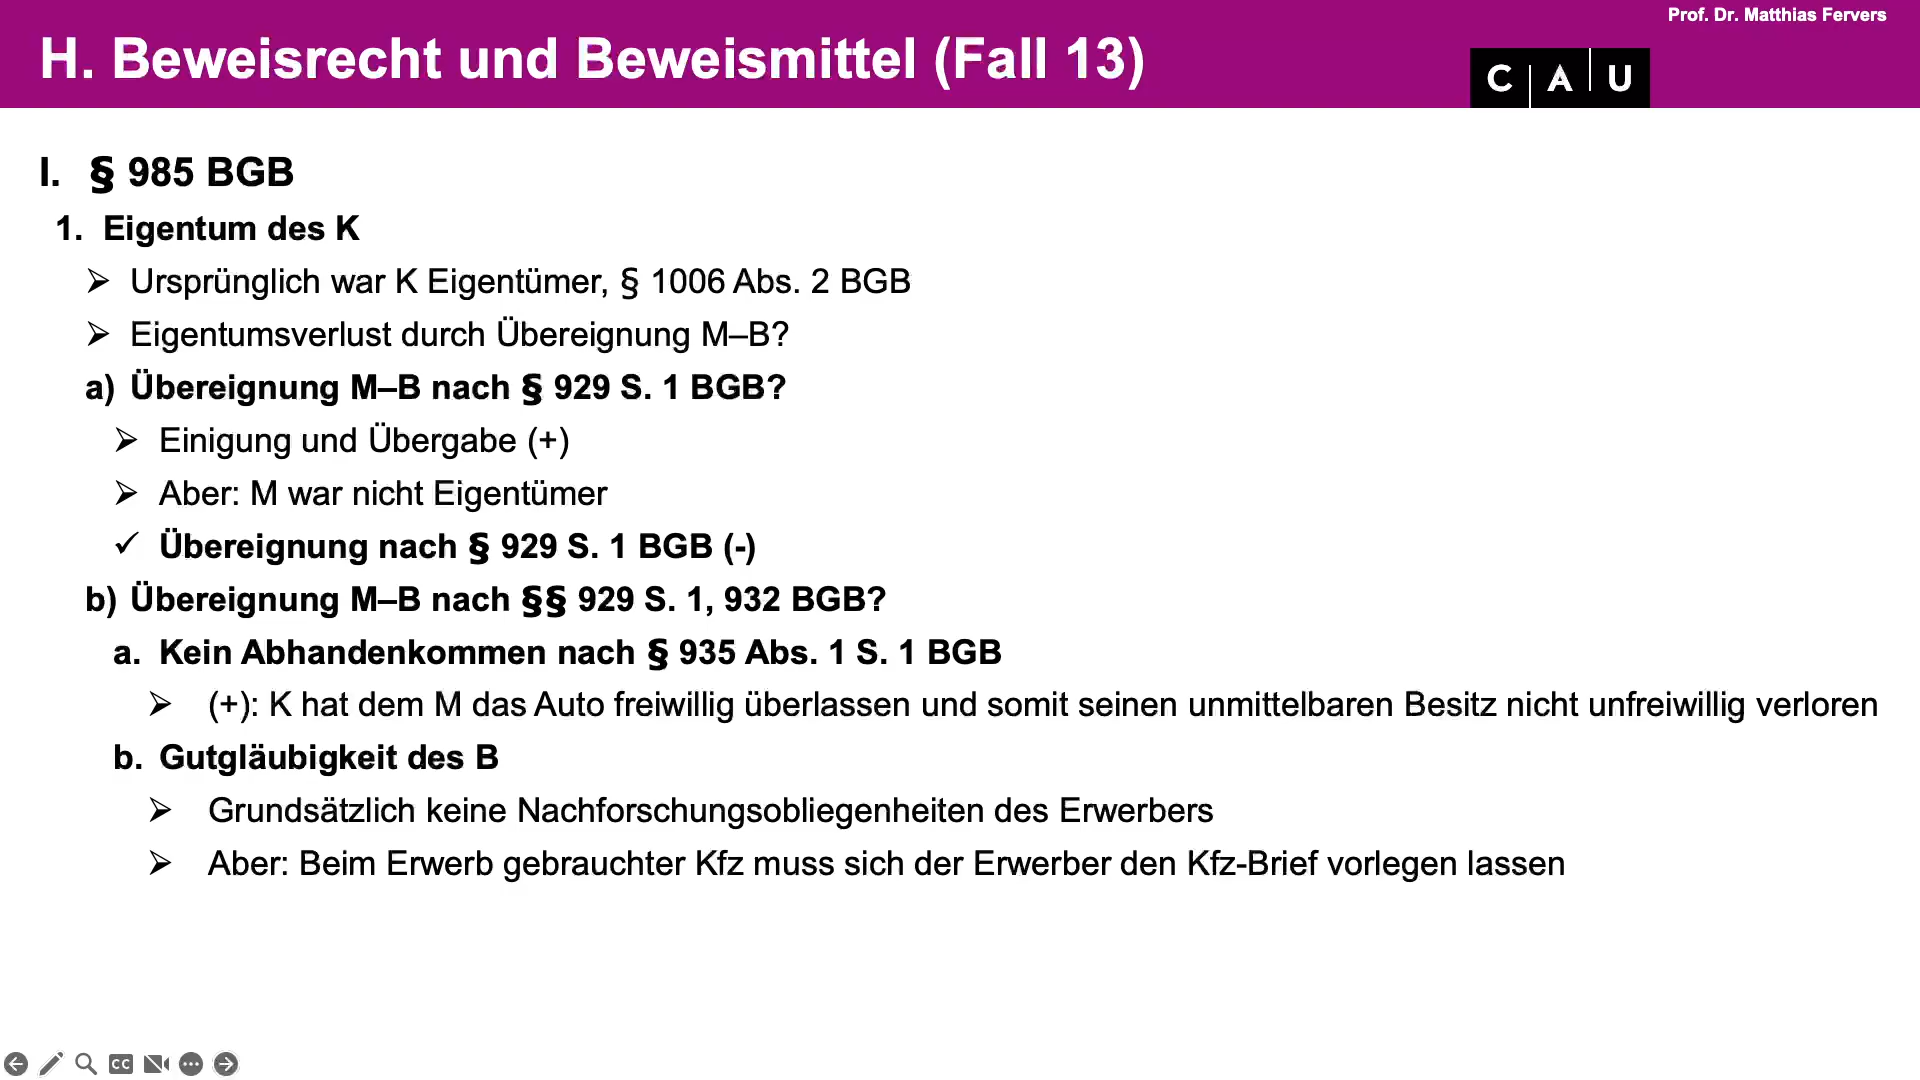 Prof. Dr. Matthias Fervers
H. Beweisrecht und Beweismittel (Fall 13)
C A U
I. § 985 BGB
1. Eigentum des K
➢ Ursprünglich war K Eigentümer, § 1006 Abs. 2 BGB
➢ Eigentumsverlust durch Übereignung M–B?
a) Übereignung M–B nach § 929 S. 1 BGB?
➢ Einigung und Übergabe (+)
➢ Aber: M war nicht Eigentümer
✓ Übereignung nach § 929 S. 1 BGB (-)
b) Übereignung M–B nach §§ 929 S. 1, 932 BGB?
a. Kein Abhandenkommen nach § 935 Abs. 1 S. 1 BGB
➢ (+): K hat dem M das Auto freiwillig überlassen und somit seinen unmittelbaren Besitz nicht unfreiwillig verloren
b. Gutgläubigkeit des B
➢ Grundsätzlich keine Nachforschungsobliegenheiten des Erwerbers
➢ Aber: Beim Erwerb gebrauchter Kfz muss sich der Erwerber den Kfz-Brief vorlegen lassen
CC